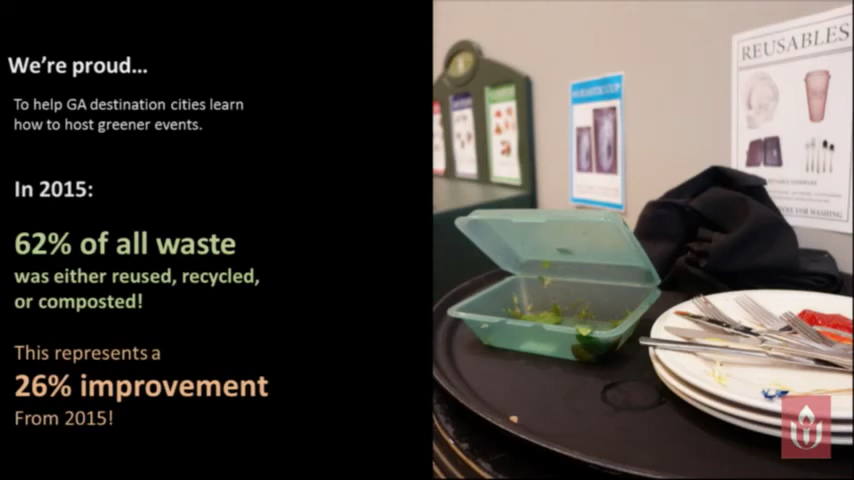 We're proud...
To help GA destination cities learn
how to host greener events.
In 2015:
62% of all waste
was either reused, recycled,
or composted!
This represents a
26% improvement
From 2015!
REUSABLES